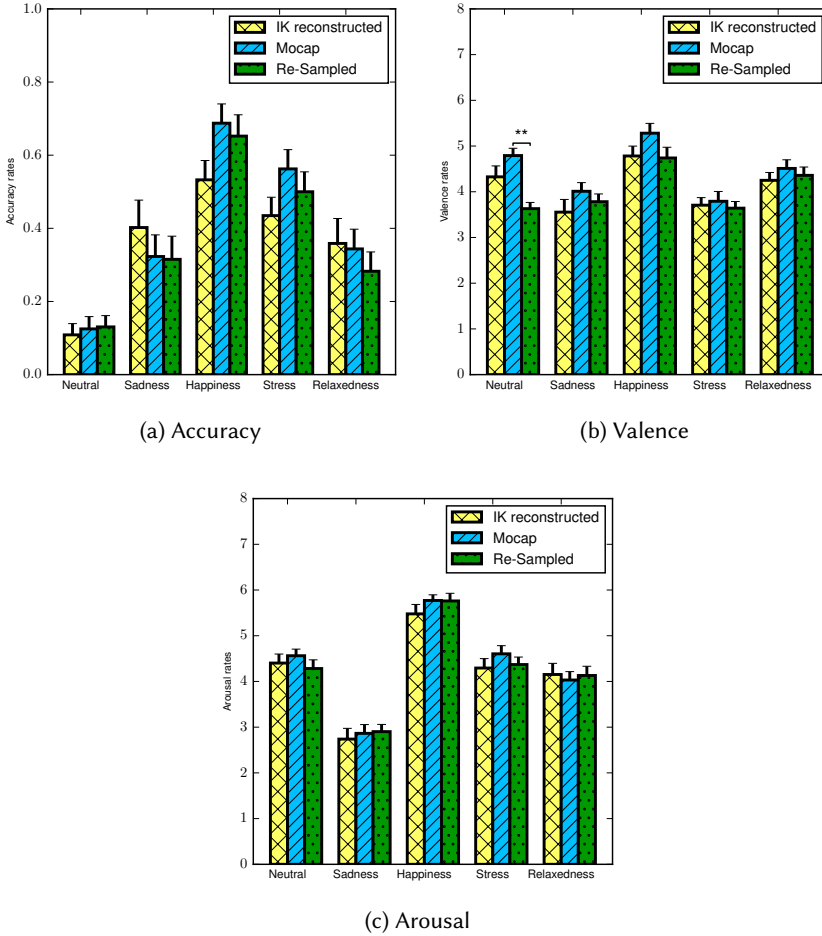 1.0
0.8
0.6
0.4
0.2
0.0
Accuracy rates
IK reconstructed
Mocap
Re-Sampled
Neutral Sadness Happiness Stress Relaxedness
(a) Accuracy
8
7
6
5
4
3
2
1
0
Valence rates
IK reconstructed
Mocap
Re-Sampled
**
Neutral Sadness Happiness Stress Relaxedness
(b) Valence
8
7
6
5
4
3
2
1
0
Arousal rates
IK reconstructed
Mocap
Re-Sampled
Neutral Sadness Happiness Stress Relaxedness
(c) Arousal